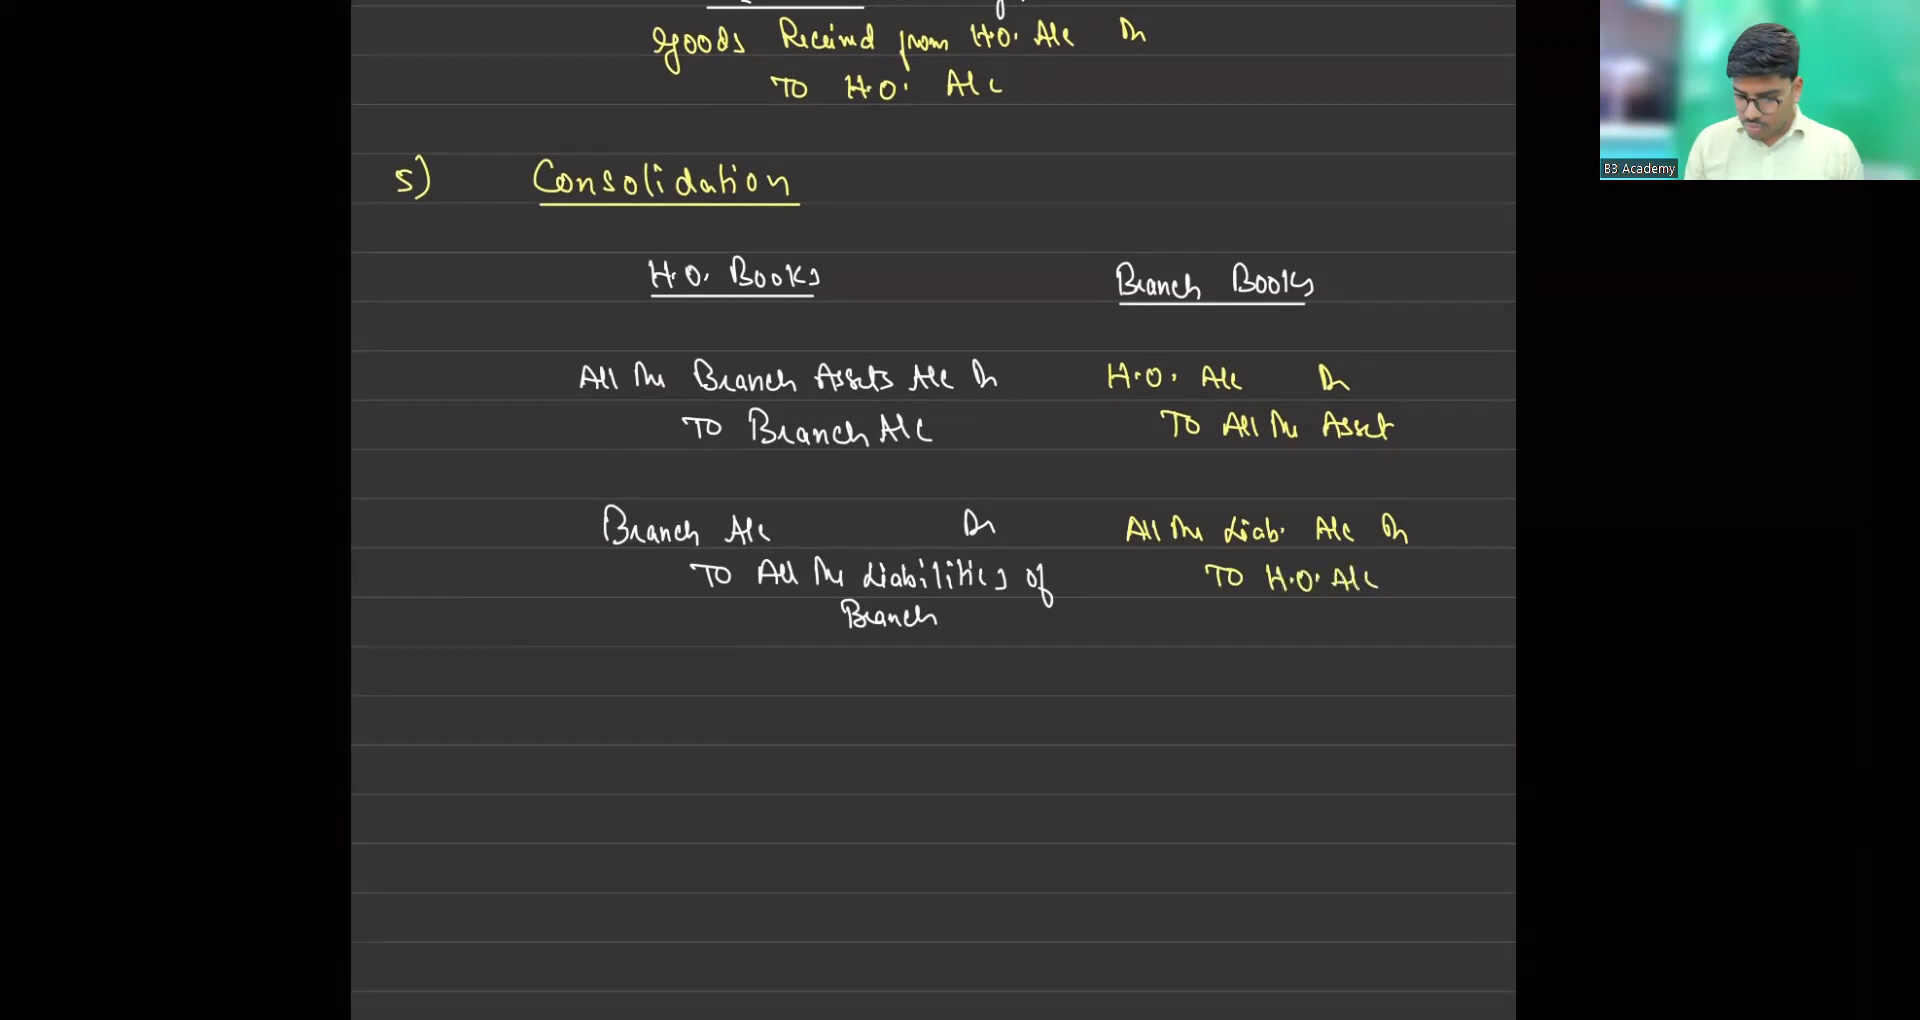 Goods Received from H.O. A/c Dr
To H.O. A/c
B3 Academy
5) Consolidation
H.O. Books Branch Books
All the Branch Assets A/c Dr H.O. A/c Dr
To Branch A/c To All the Asset
Branch A/c Dr All the Liab. A/c Dr
To All the Liabilities of To H.O. A/c
Branch